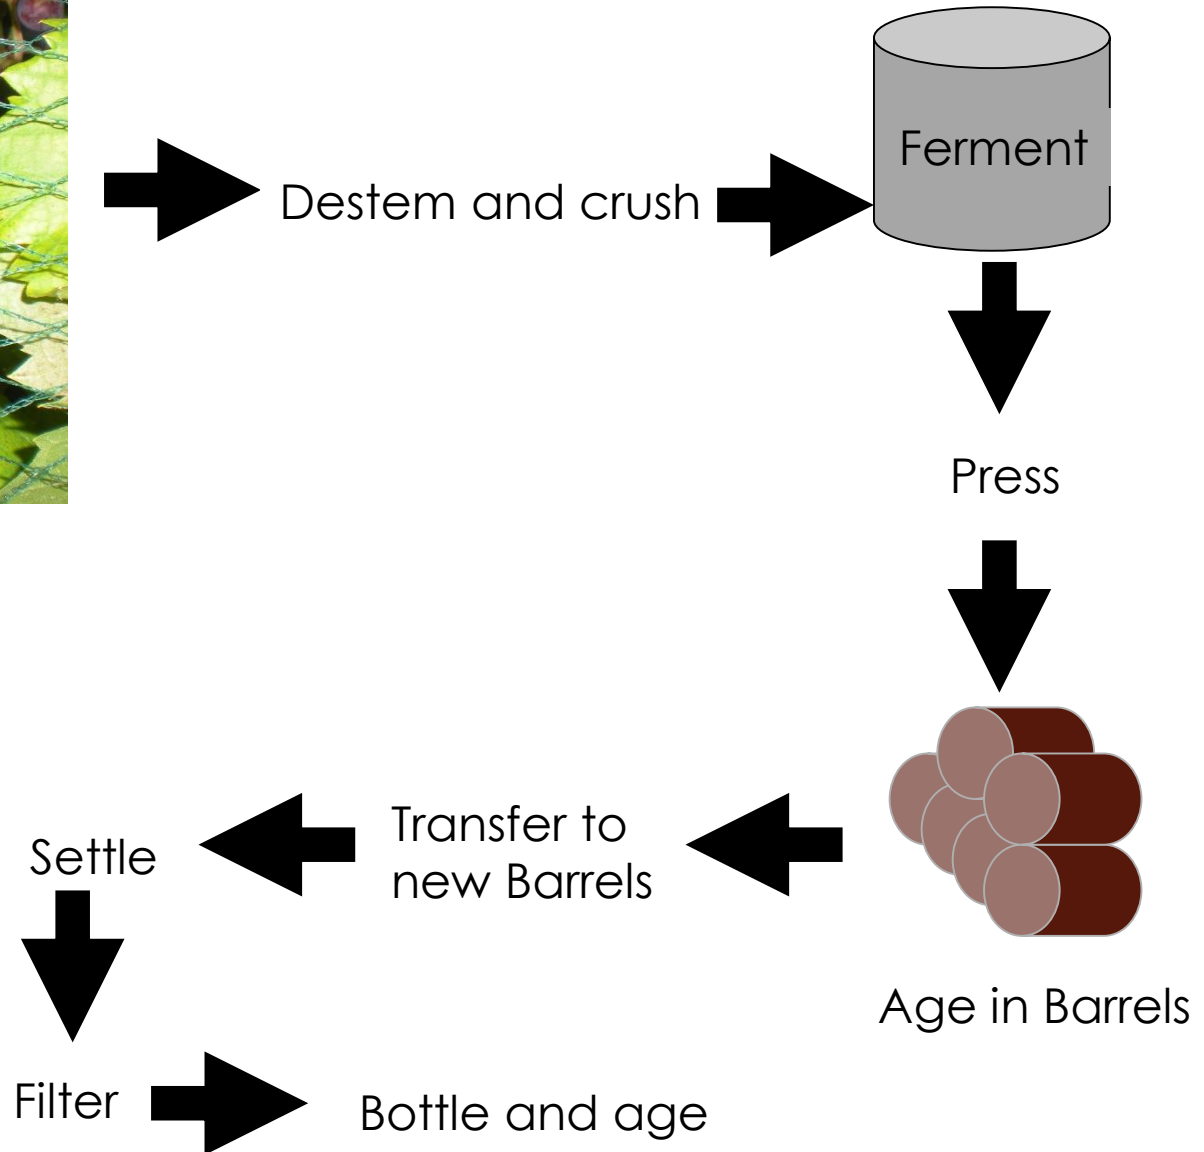 Ferment
Destem and crush
Press
Transfer to
new Barrels
Settle
Age in Barrels
Filter
Bottle and age